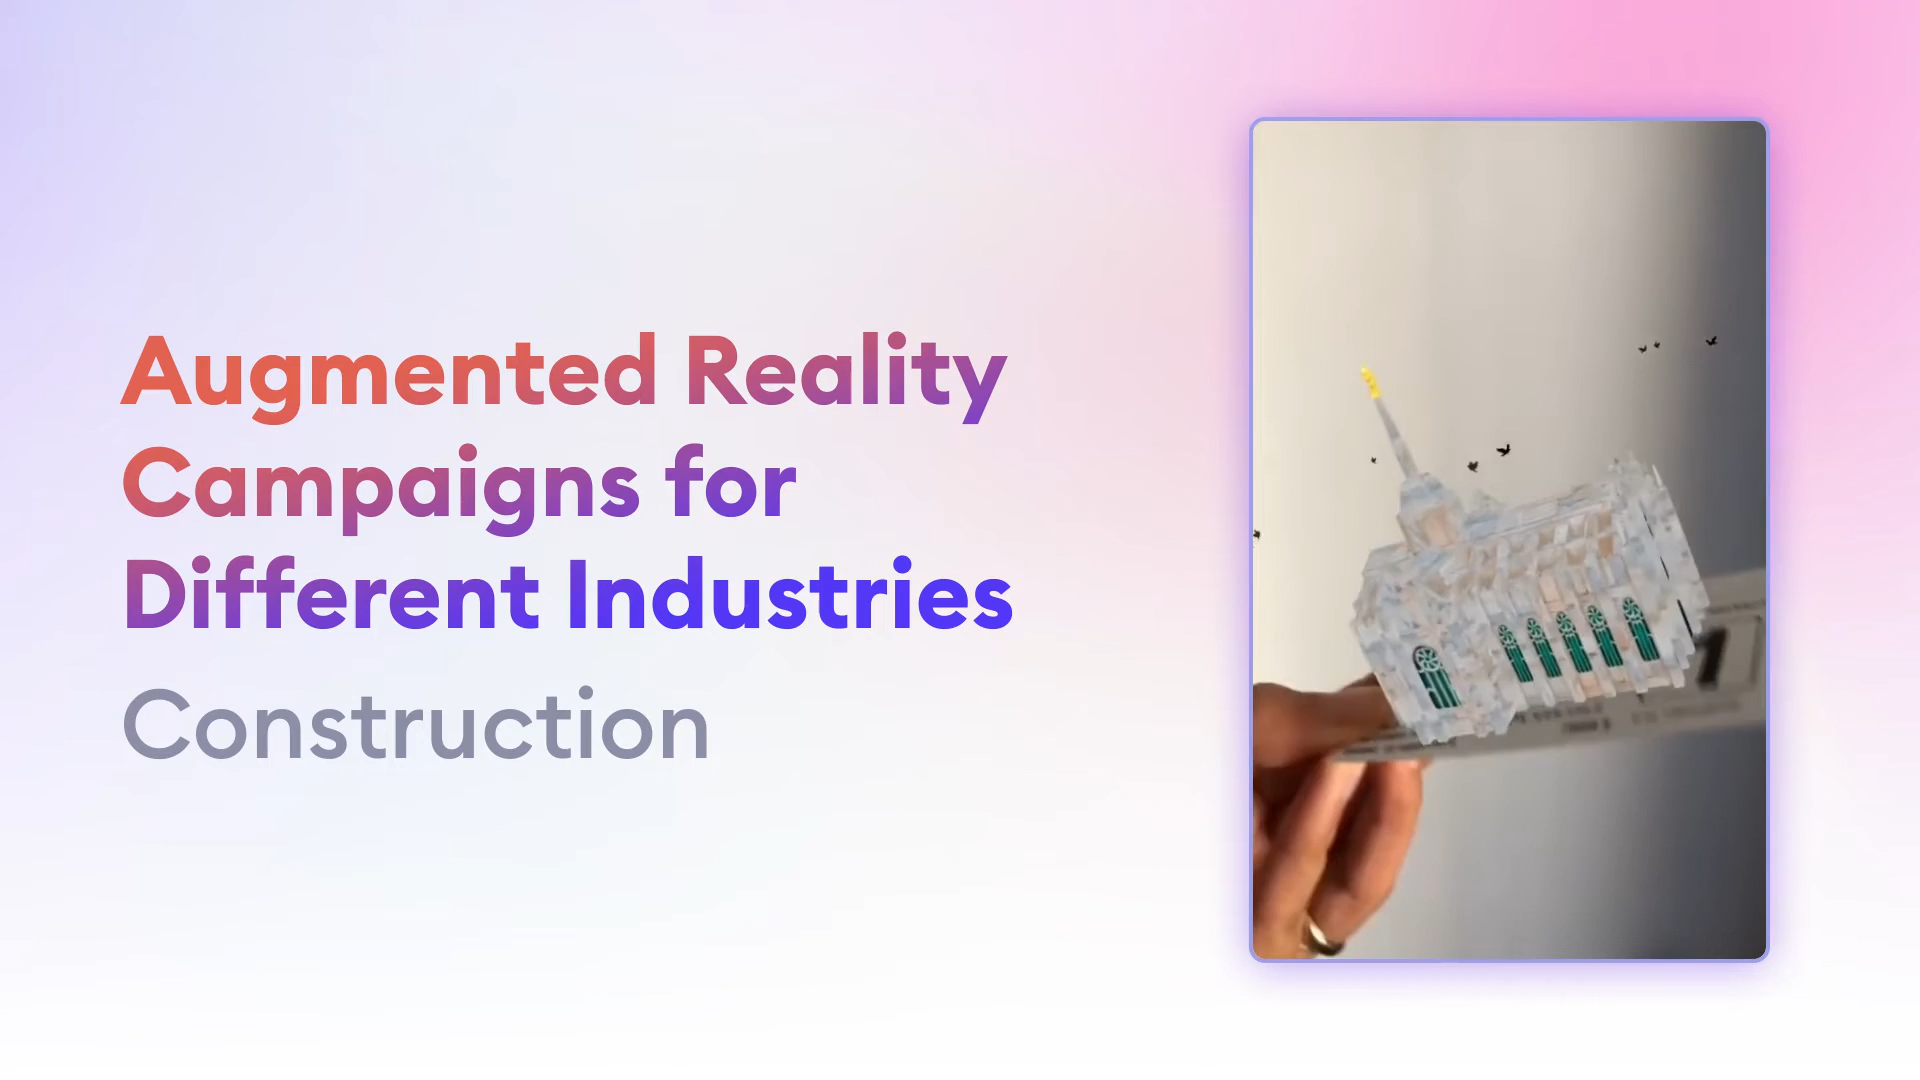 Augmented Reality
Campaigns for
Different Industries
Construction